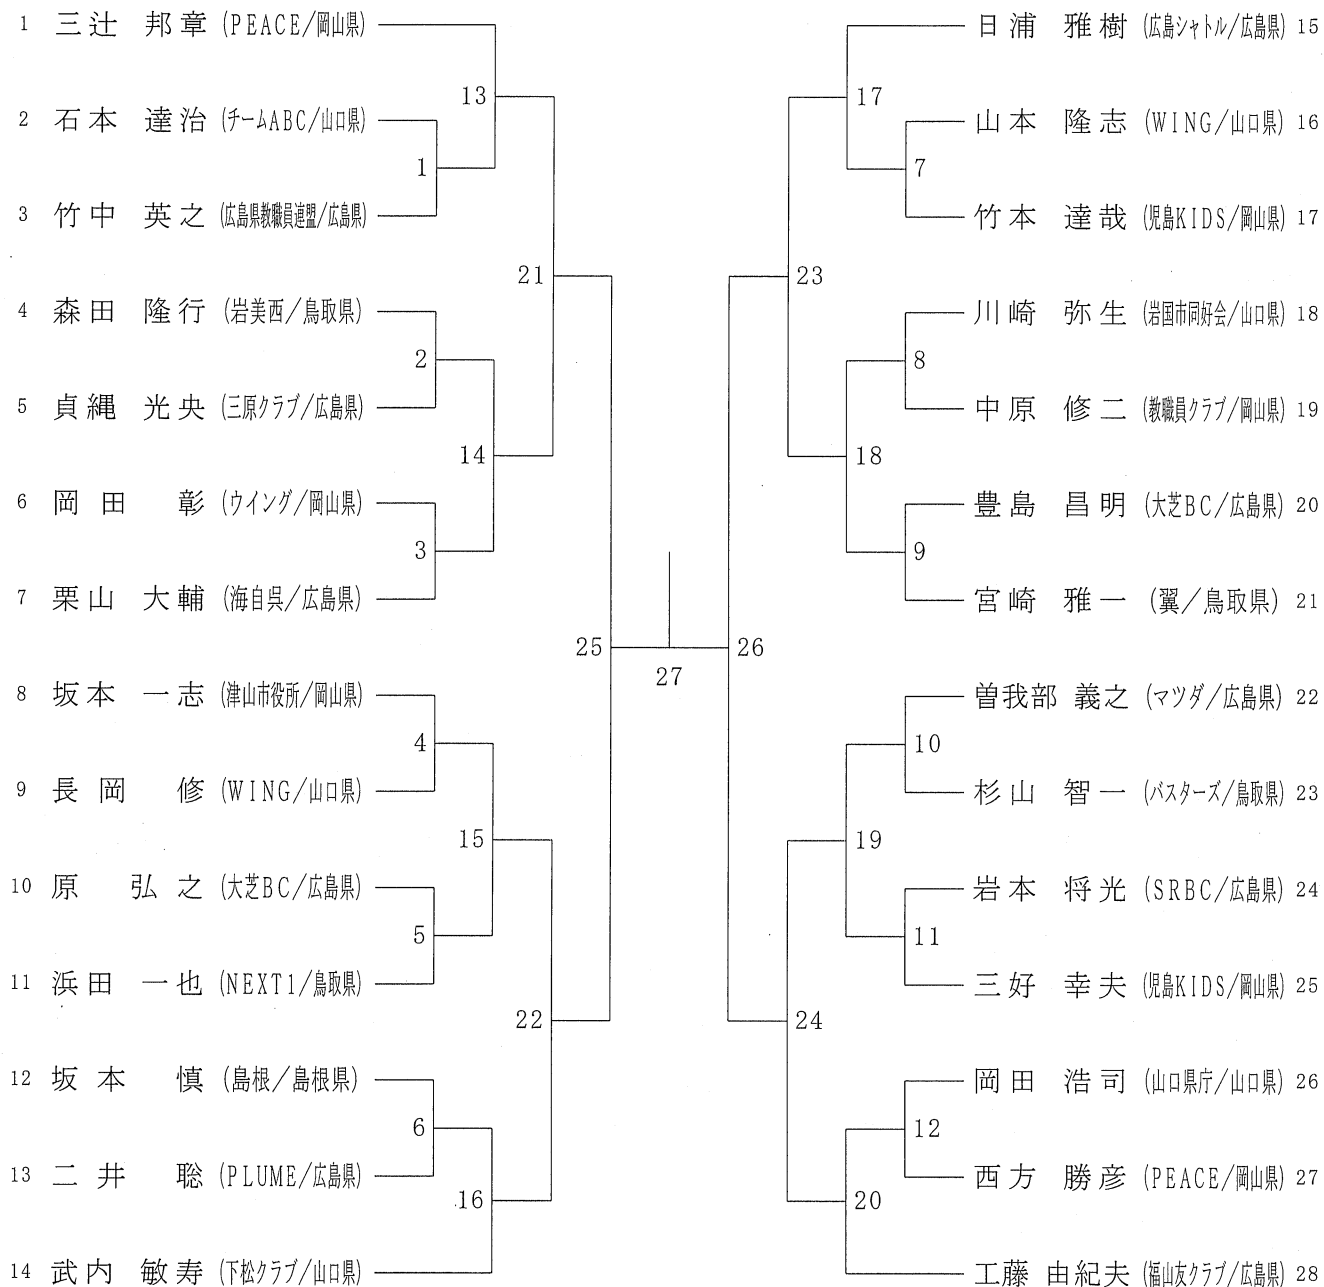 1 三辻 邦章 (PEACE/岡山県)
13
2 石本 達治 (チームABC/山口県)
1
3 竹中 英之 (広島県教職員連盟/広島県)
21
4 森田 隆行 (岩美西/鳥取県)
2
5 貞縄 光央 (三原クラブ/広島県)
14
6 岡田 彰 (ウイング/岡山県)
3
7 栗山 大輔 (海自呉/広島県)
25
8 坂本 一志 (津山市役所/岡山県)
4
9 長岡 修 (WING/山口県)
15
10 原 弘之 (大芝BC/広島県)
5
11 浜田 一也 (NEXT1/鳥取県)
22
12 坂本 慎 (島根/島根県)
6
13 二井 聡 (PLUME/広島県)
16
14 武内 敏寿 (下松クラブ/山口県)
27
日浦 雅樹 (広島シャトル/広島県) 15
17
山本 隆志 (WING/山口県) 16
7
竹本 達哉 (児島KIDS/岡山県) 17
23
川崎 弥生 (岩国市同好会/山口県) 18
8
中原 修二 (教職員クラブ/岡山県) 19
18
豊島 昌明 (大芝BC/広島県) 20
9
宮崎 雅一 (翼/鳥取県) 21
26
曽我部 義之 (マツダ/広島県) 22
10
杉山 智一 (バスターズ/鳥取県) 23
19
岩本 将光 (SRBC/広島県) 24
11
三好 幸夫 (児島KIDS/岡山県) 25
24
岡田 浩司 (山口県庁/山口県) 26
12
西方 勝彦 (PEACE/岡山県) 27
20
工藤 由紀夫 (福山友クラブ/広島県) 28